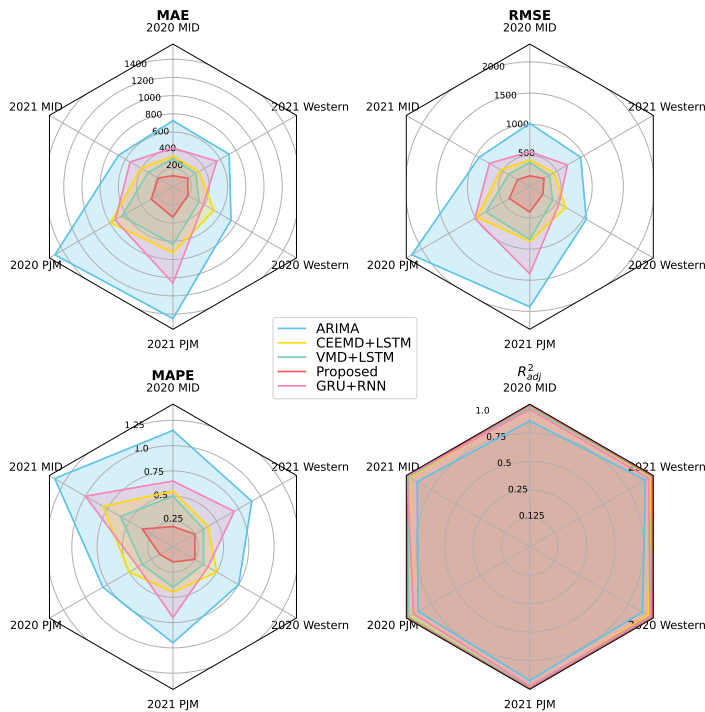 MAE
2020 MID
1400
1200
1000
800
600
400
200
2021 MID
2021 Western
2020 PJM
2020 Western
2021 PJM
RMSE
2020 MID
2000
1500
1000
500
2021 MID
2021 Western
2020 PJM
2020 Western
2021 PJM
ARIMA
CEEMD+LSTM
VMD+LSTM
Proposed
GRU+RNN
MAPE
2020 MID
1.25
1.0
0.75
0.5
0.25
2021 MID
2021 Western
2020 PJM
2020 Western
2021 PJM
R²adj
2020 MID
1.0
0.75
0.5
0.25
0.125
2021 MID
2021 Western
2020 PJM
2020 Western
2021 PJM